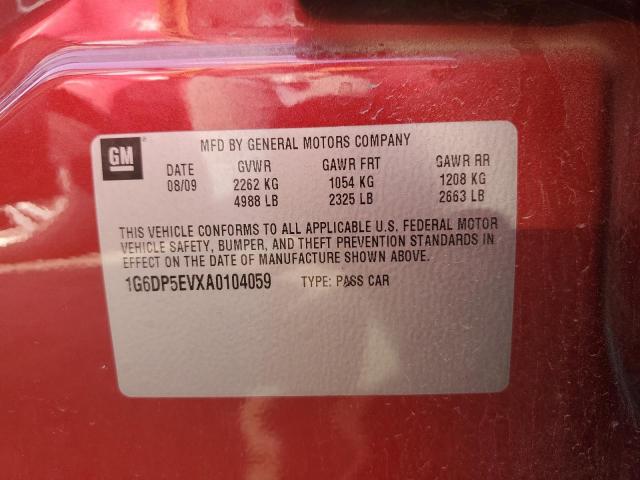 GM
MFD BY GENERAL MOTORS COMPANY
DATE GVWR GAWR FRT GAWR RR
08/09 2262 KG 1054 KG 1208 KG
4988 LB 2325 LB 2663 LB
THIS VEHICLE CONFORMS TO ALL APPLICABLE U.S. FEDERAL MOTOR
VEHICLE SAFETY, BUMPER, AND THEFT PREVENTION STANDARDS IN
EFFECT ON THE DATE OF MANUFACTURE SHOWN ABOVE.
1G6DP5EVXA0104059 TYPE: PASS CAR